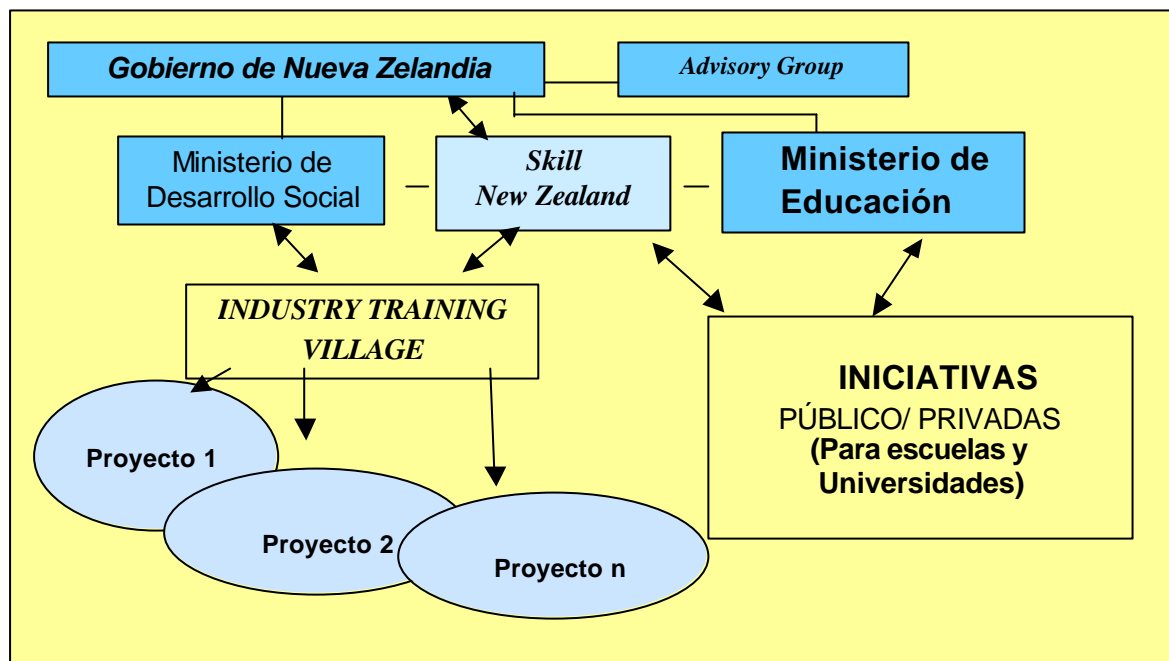 Gobierno de Nueva Zelandia
Advisory Group
Ministerio de
Desarrollo Social
Skill
New Zealand
Ministerio de
Educación
INDUSTRY TRAINING
VILLAGE
INICIATIVAS
PÚBLICO/ PRIVADAS
(Para escuelas y
Universidades)
Proyecto 1
Proyecto 2
Proyecto n